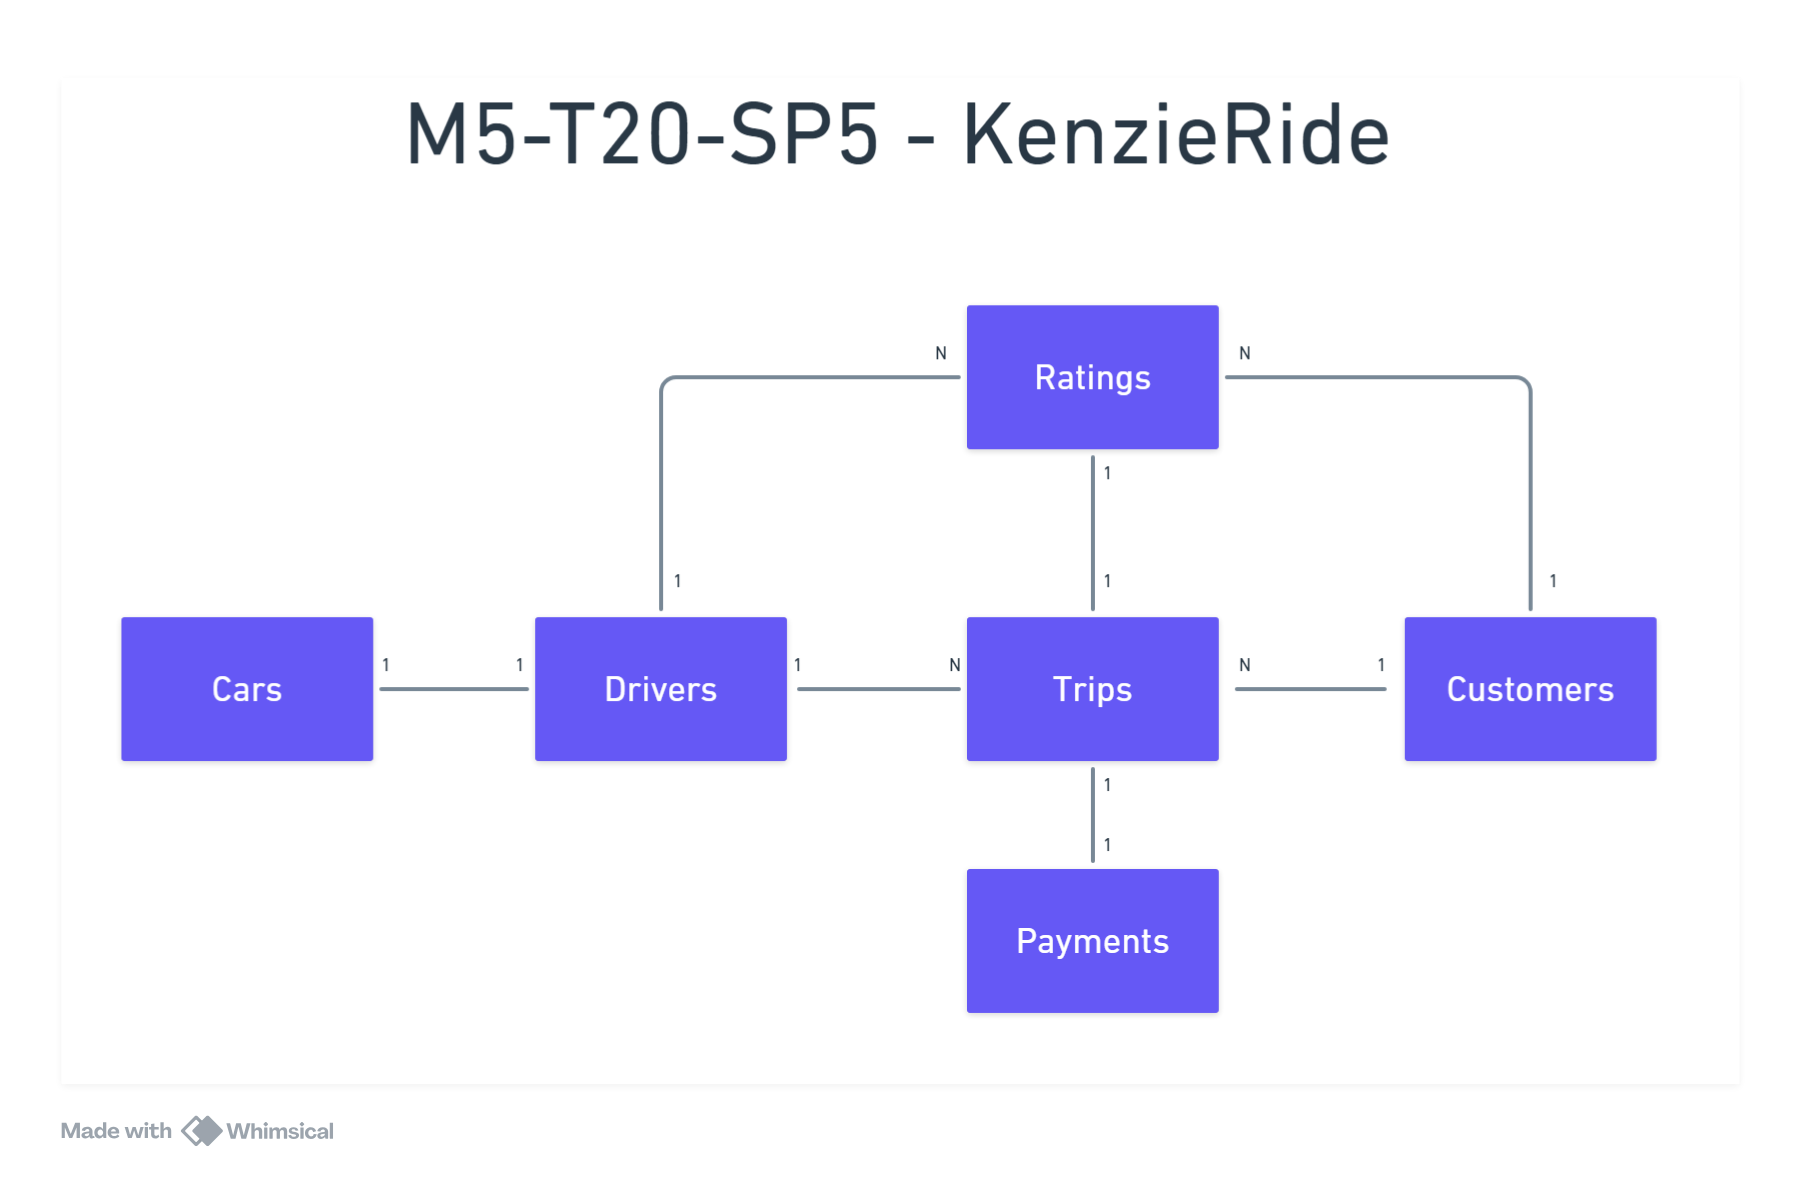 M5-T20-SP5 - KenzieRide
N
Ratings
N
1
1
1
1
Cars
1
1
Drivers
1
N
Trips
N
1
Customers
1
1
Payments
Made with Whimsical